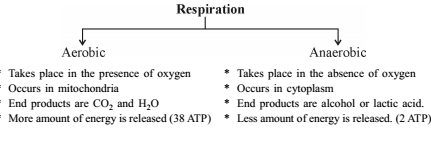 Respiration
Aerobic
* Takes place in the presence of oxygen
* Occurs in mitochondria
* End products are CO₂ and H₂O
* More amount of energy is released (38 ATP)
Anaerobic
* Takes place in the absence of oxygen
* Occurs in cytoplasm
* End products are alcohol or lactic acid.
* Less amount of energy is released. (2 ATP)